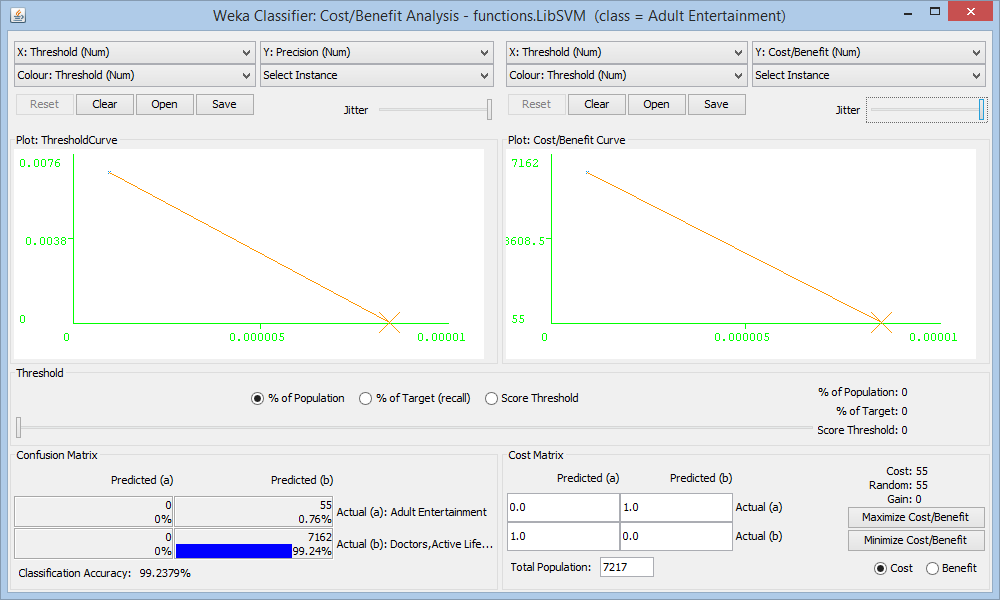 Weka Classifier: Cost/Benefit Analysis - functions.LibSVM (class = Adult Entertainment)
X: Threshold (Num) Y: Precision (Num) X: Threshold (Num) Y: Cost/Benefit (Num)
Colour: Threshold (Num) Select Instance Colour: Threshold (Num) Select Instance
Reset Clear Open Save Jitter Reset Clear Open Save Jitter
Plot: ThresholdCurve
0.0076
0.0038
0
0 0.000005 0.00001
Plot: Cost/Benefit Curve
7162
3608.5
55
0 0.000005 0.00001
Threshold
% of Population % of Target (recall) Score Threshold
% of Population: 0
% of Target: 0
Score Threshold: 0
Confusion Matrix
Predicted (a) Predicted (b)
0 55
0% 0.76% Actual (a): Adult Entertainment
0 7162
0% 99.24% Actual (b): Doctors,Active Life...
Classification Accuracy: 99.2379%
Cost Matrix
Predicted (a) Predicted (b)
0.0 1.0 Actual (a)
1.0 0.0 Actual (b)
Total Population: 7217
Cost: 55
Random: 55
Gain: 0
Maximize Cost/Benefit
Minimize Cost/Benefit
Cost Benefit